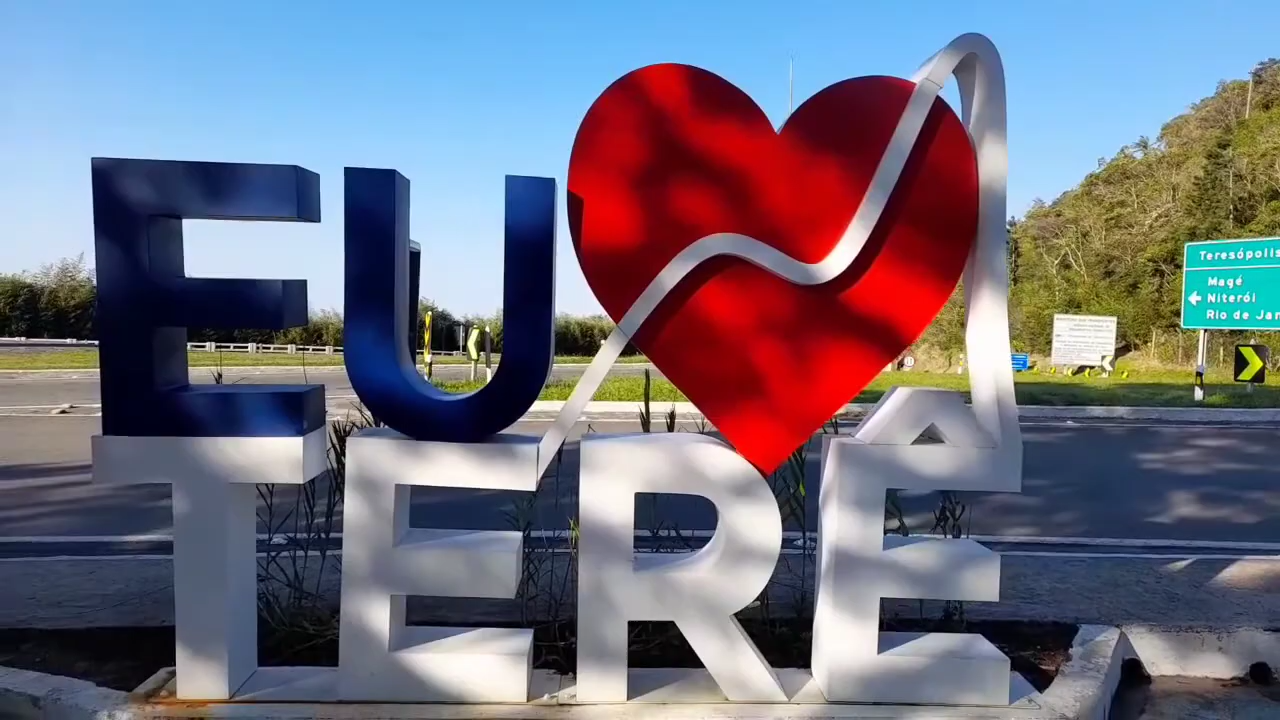 EU
TERÊ
Teresópolis
Magé
Niterói
Rio de Jan